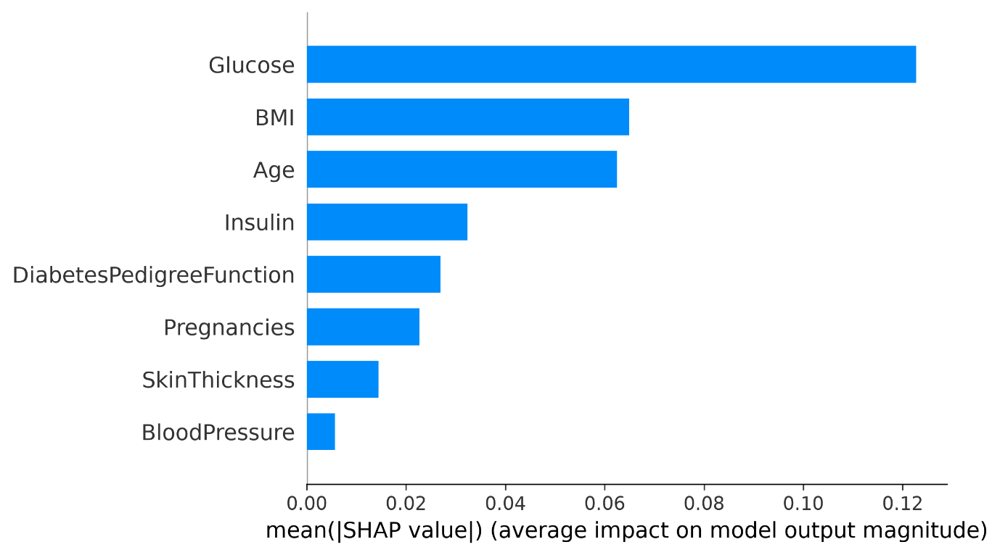 Glucose
BMI
Age
Insulin
DiabetesPedigreeFunction
Pregnancies
SkinThickness
BloodPressure
0.00 0.02 0.04 0.06 0.08 0.10 0.12
mean(|SHAP value|) (average impact on model output magnitude)